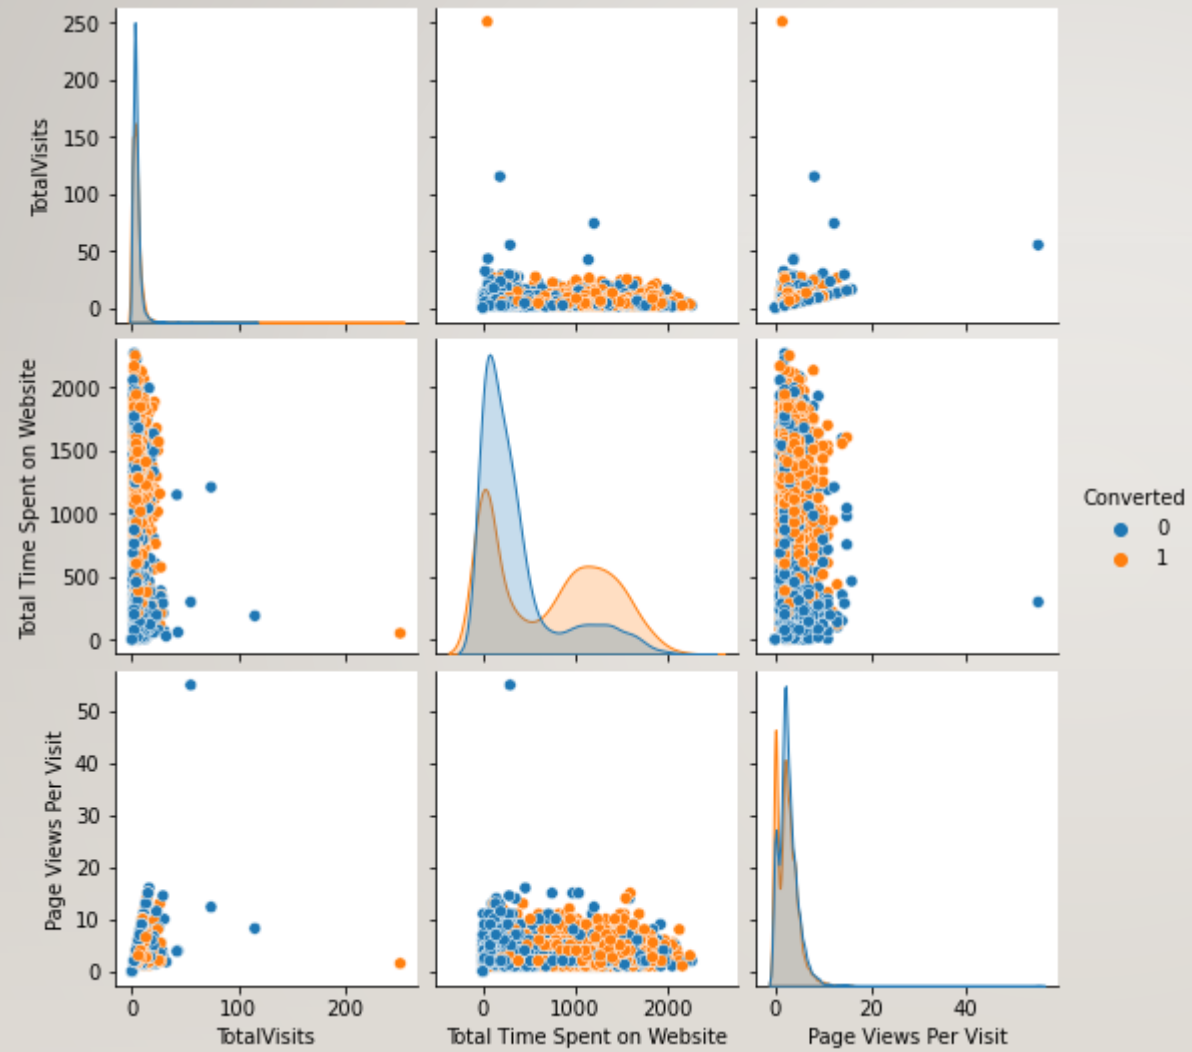 250
200
150
100
50
0
TotalVisits
2000
1500
1000
500
0
Total Time Spent on Website
Converted
0
1
50
40
30
20
10
0
Page Views Per Visit
0 100 200
0 1000 2000
0 20 40
TotalVisits
Total Time Spent on Website
Page Views Per Visit